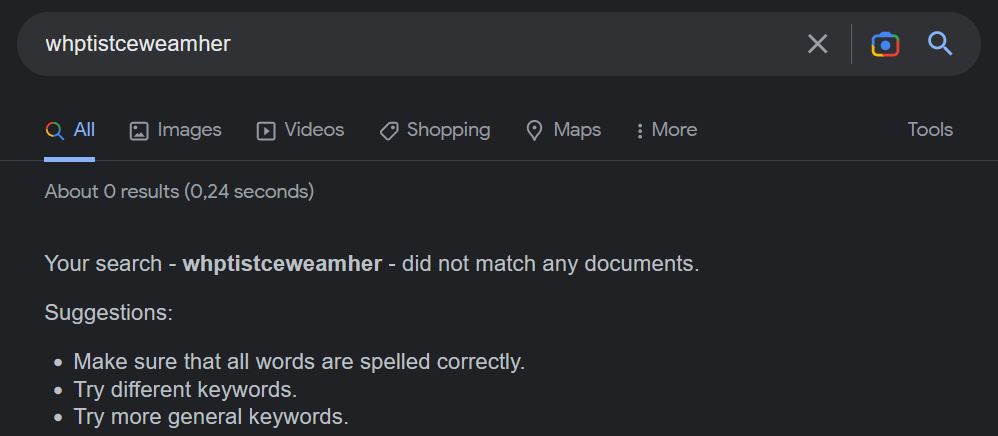 whptistceweamher
All Images Videos Shopping Maps More Tools
About 0 results (0,24 seconds)
Your search - whptistceweamher - did not match any documents.
Suggestions:
• Make sure that all words are spelled correctly.
• Try different keywords.
• Try more general keywords.